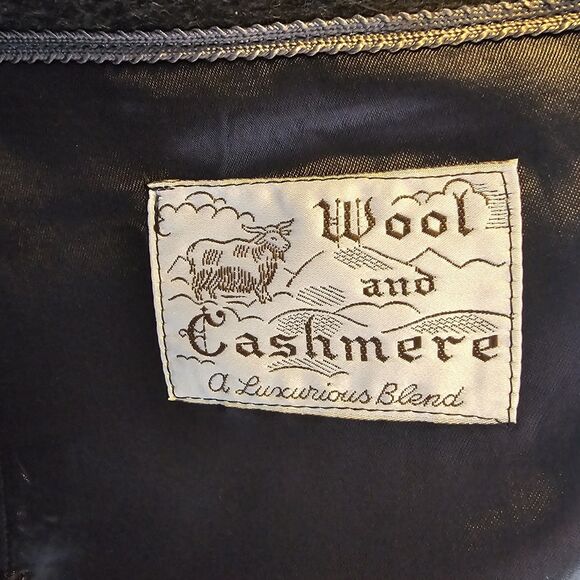 Wool
and
Cashmere
a Luxurious Blend